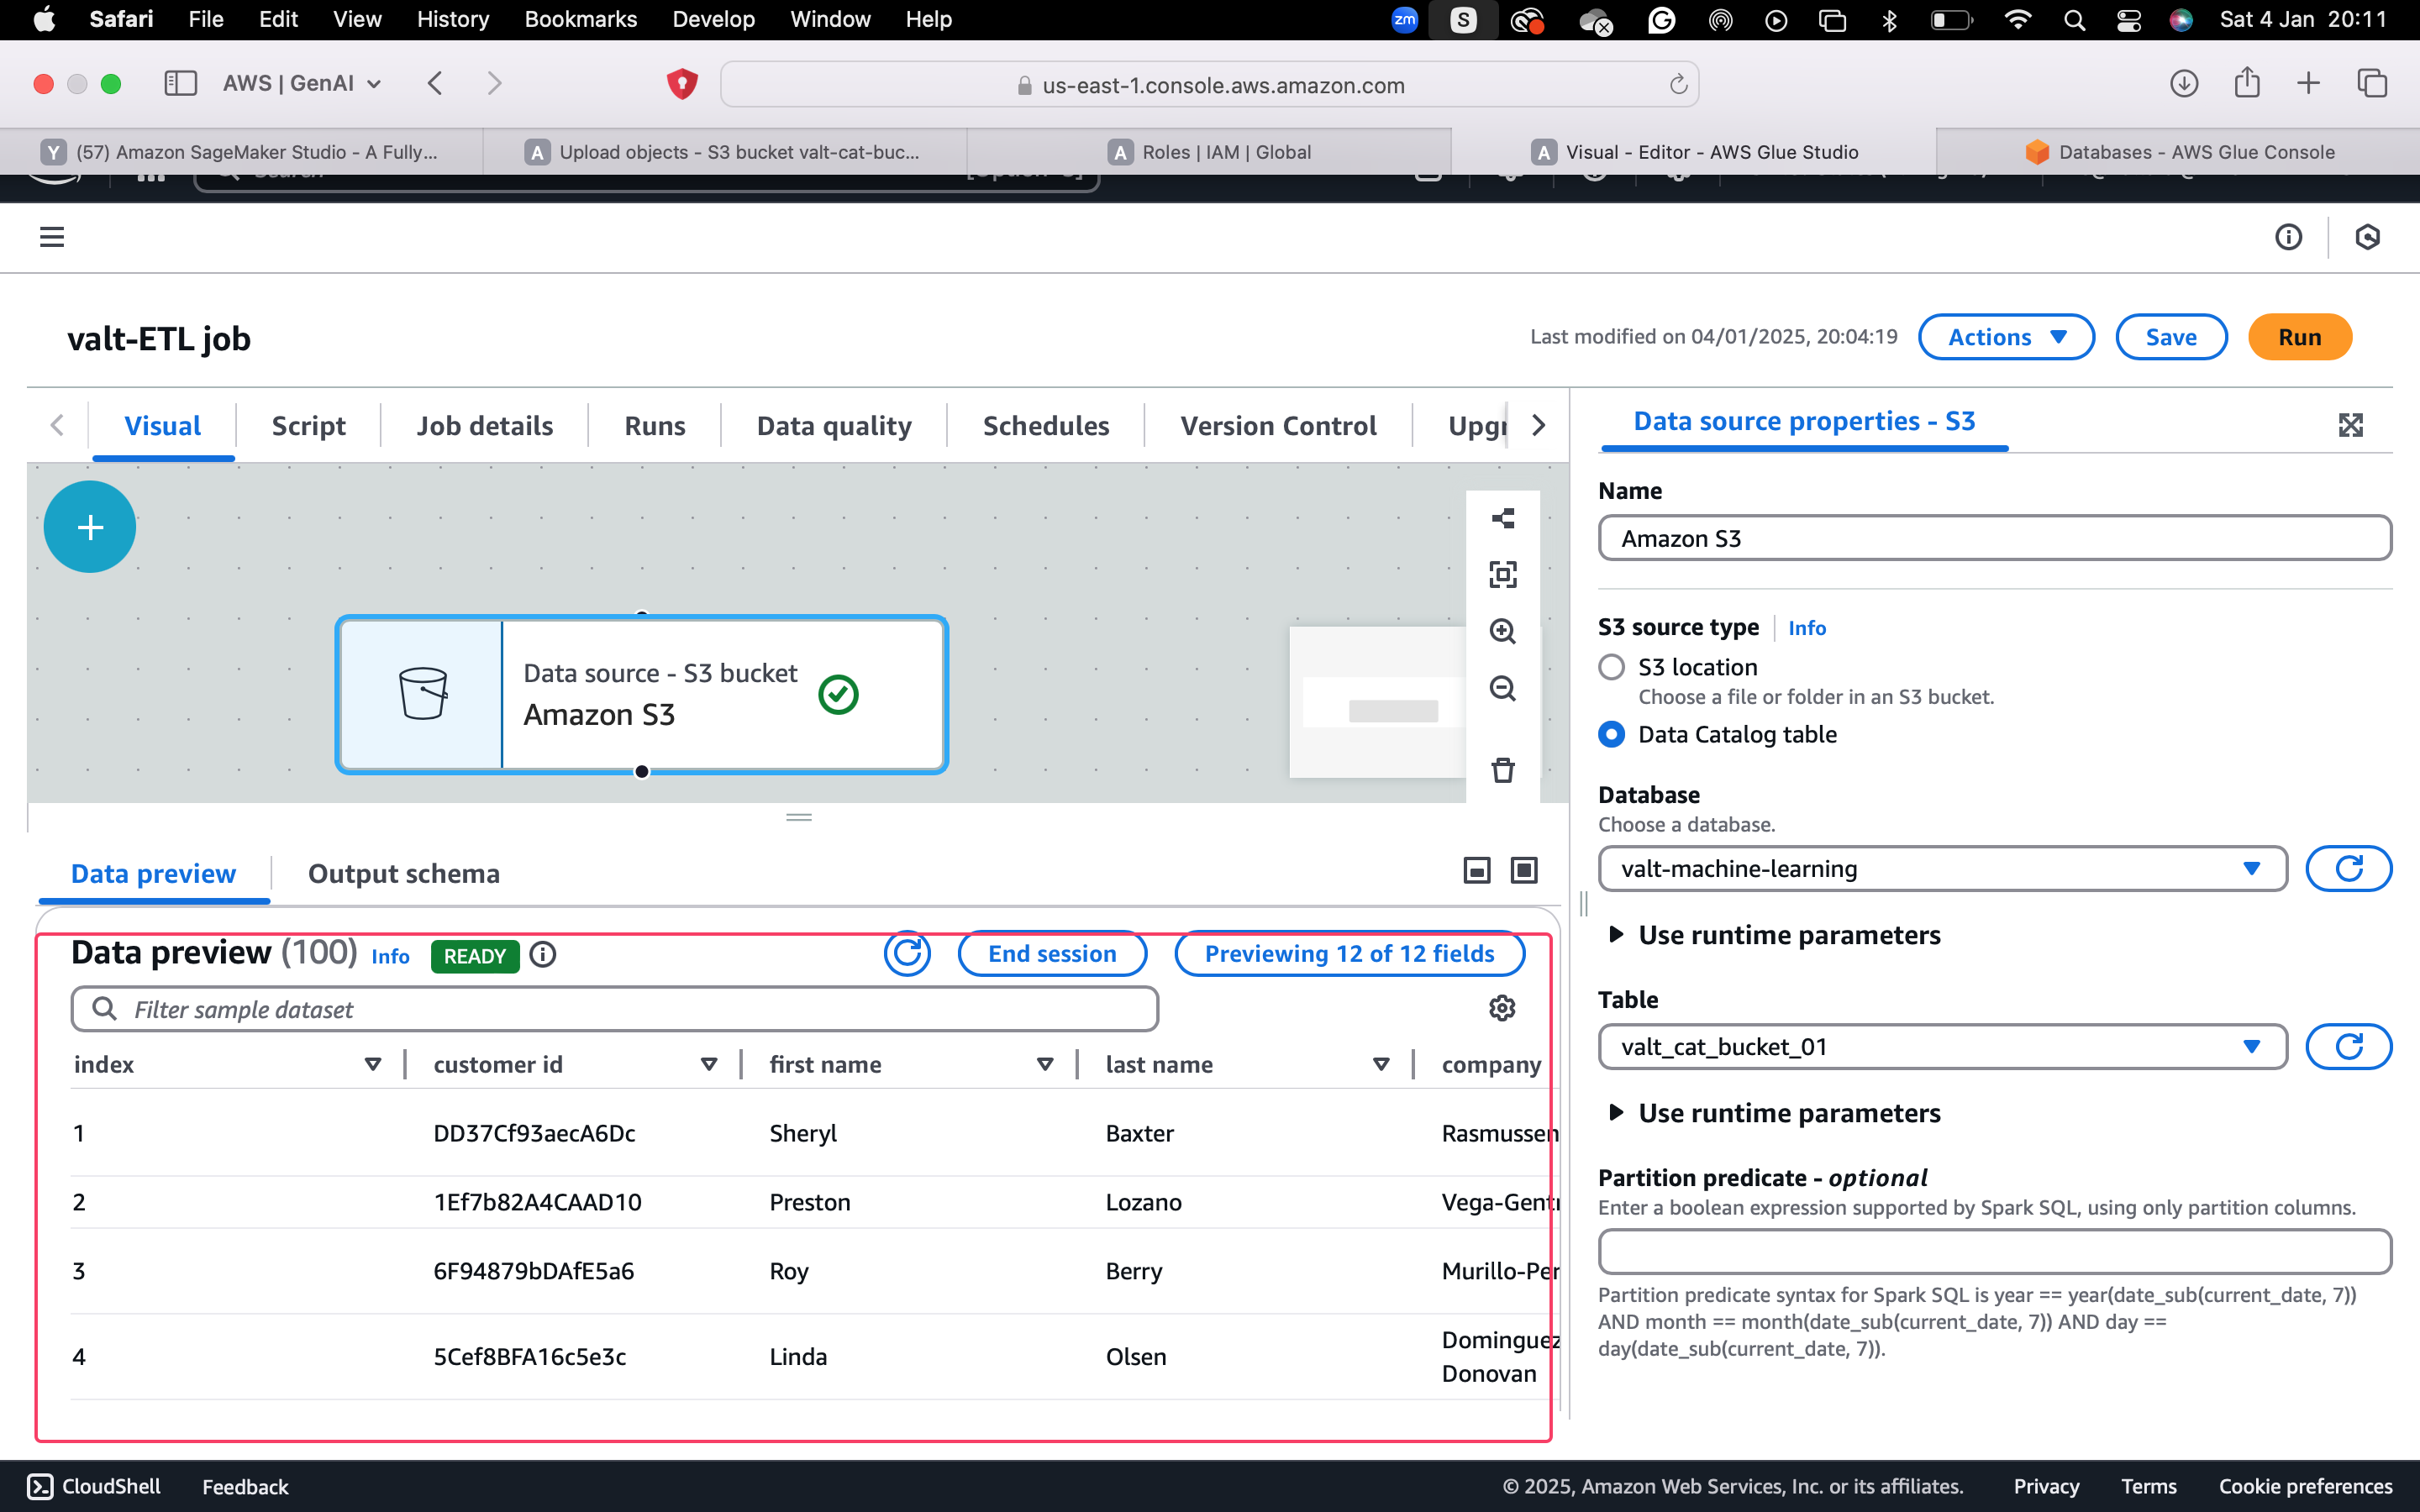 Safari File Edit View History Bookmarks Develop Window Help zm S Sat 4 Jan 20:11
AWS | GenAI us-east-1.console.aws.amazon.com
Y (57) Amazon SageMaker Studio - A Fully... A Upload objects - S3 bucket valt-cat-buc... A Roles | IAM | Global A Visual - Editor - AWS Glue Studio Databases - AWS Glue Console
valt-ETL job Last modified on 04/01/2025, 20:04:19 Actions Save Run
Visual Script Job details Runs Data quality Schedules Version Control Upgr
Data source properties - S3
Name
Amazon S3
Data source - S3 bucket
Amazon S3
S3 source type Info
S3 location
Choose a file or folder in an S3 bucket.
Data Catalog table
Database
Choose a database.
valt-machine-learning
Use runtime parameters
Table
valt_cat_bucket_01
Use runtime parameters
Partition predicate - optional
Enter a boolean expression supported by Spark SQL, using only partition columns.
Partition predicate syntax for Spark SQL is year == year(date_sub(current_date, 7))
AND month == month(date_sub(current_date, 7)) AND day ==
day(date_sub(current_date, 7)).
Data preview Output schema
Data preview (100) Info READY End session Previewing 12 of 12 fields
Filter sample dataset
index customer id first name last name company
1 DD37Cf93aecA6Dc Sheryl Baxter Rasmussen
2 1Ef7b82A4CAAD10 Preston Lozano Vega-Gentr
3 6F94879bDAfE5a6 Roy Berry Murillo-Per
4 5Cef8BFA16c5e3c Linda Olsen Dominguez
Donovan
CloudShell Feedback © 2025, Amazon Web Services, Inc. or its affiliates. Privacy Terms Cookie preferences